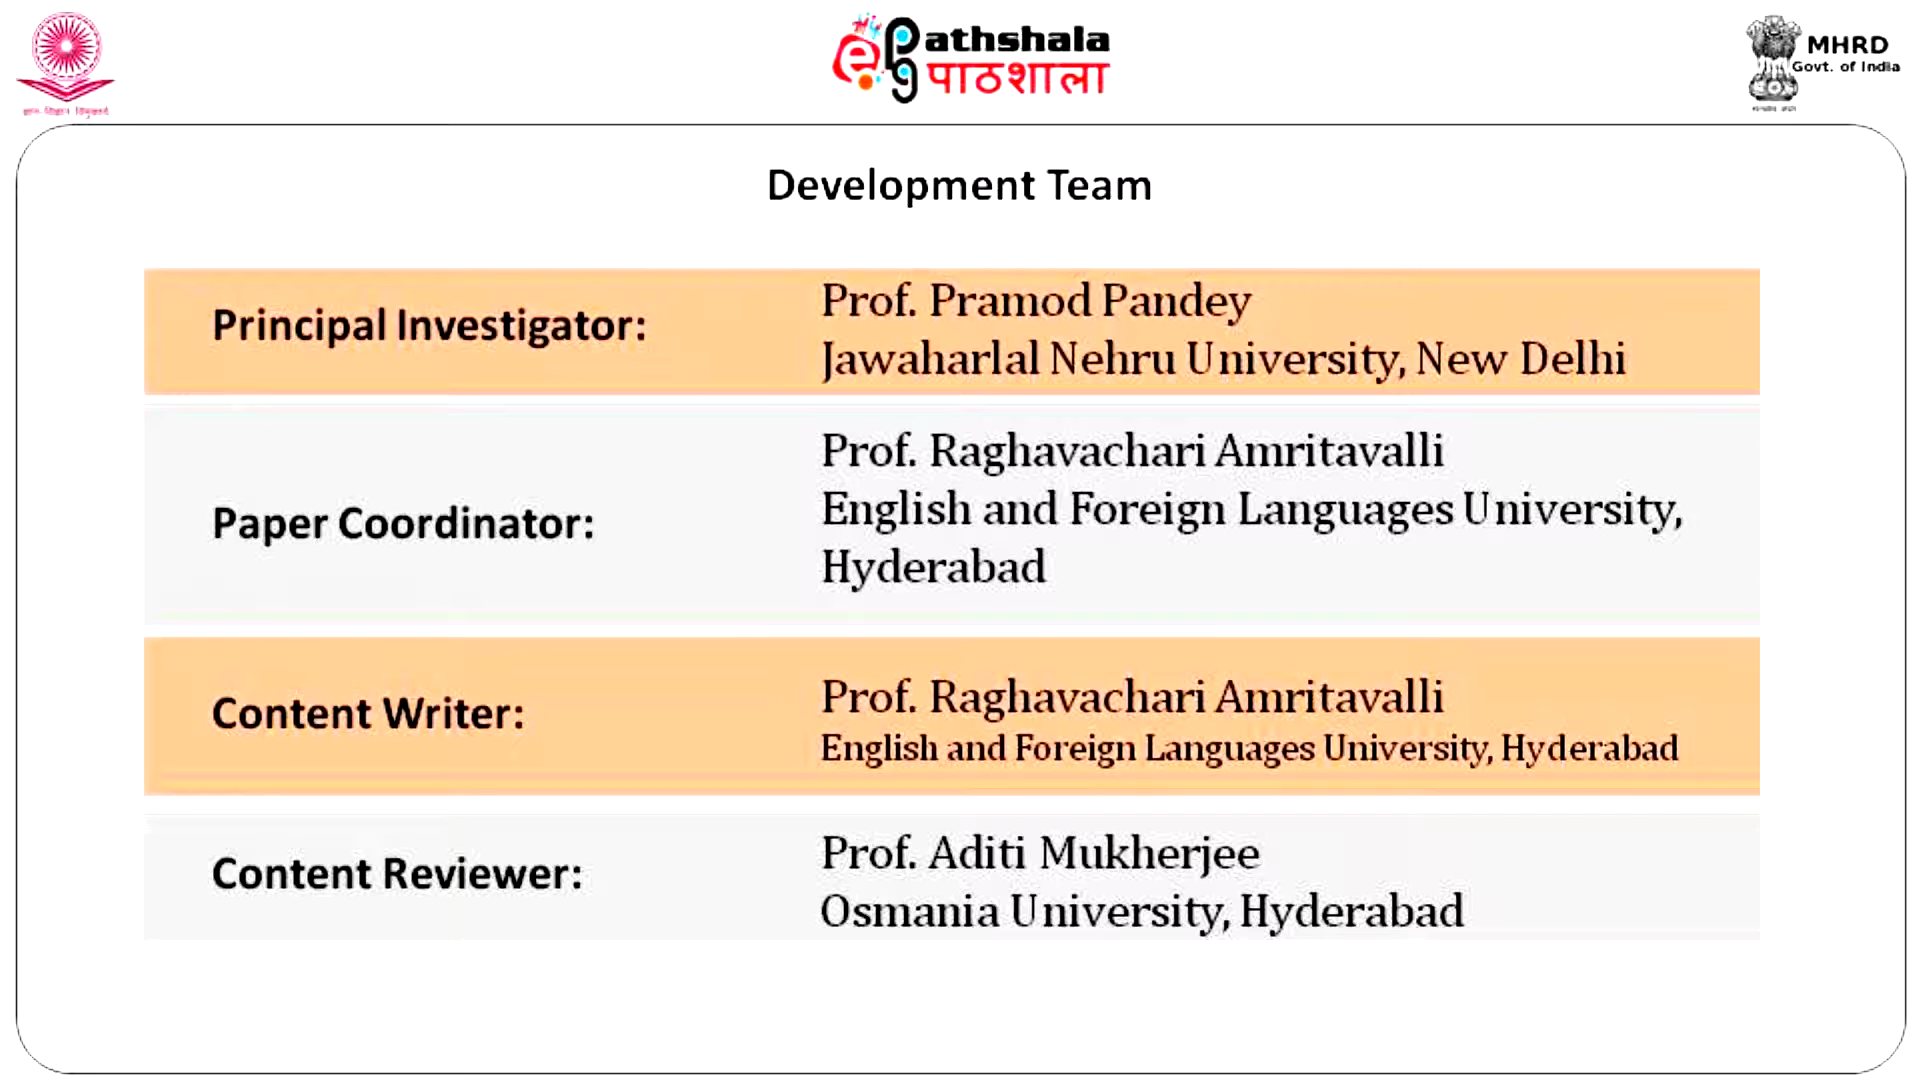 ज्ञान-विज्ञान विमुक्तये
Pathshala
पाठशाला
MHRD
Govt. of India
Development Team
Principal Investigator:
Prof. Pramod Pandey
Jawaharlal Nehru University, New Delhi
Paper Coordinator:
Prof. Raghavachari Amritavalli
English and Foreign Languages University,
Hyderabad
Content Writer:
Prof. Raghavachari Amritavalli
English and Foreign Languages University, Hyderabad
Content Reviewer:
Prof. Aditi Mukherjee
Osmania University, Hyderabad